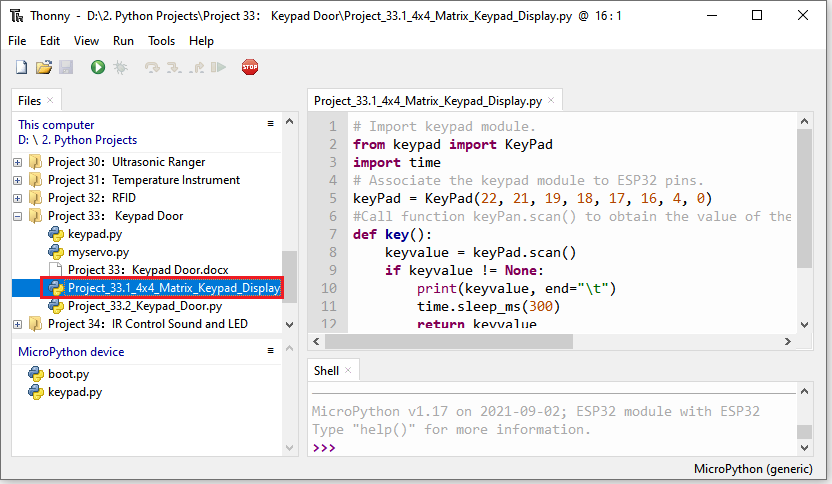 Thonny - D:\2. Python Projects\Project 33： Keypad Door\Project_33.1_4x4_Matrix_Keypad_Display.py @ 16 : 1
File Edit View Run Tools Help
STOP
Files
This computer
D: \ 2. Python Projects
Project 30：Ultrasonic Ranger
Project 31：Temperature Instrument
Project 32：RFID
Project 33： Keypad Door
keypad.py
myservo.py
Project 33：Keypad Door.docx
Project_33.1_4x4_Matrix_Keypad_Display
Project_33.2_Keypad_Door.py
Project 34：IR Control Sound and LED
MicroPython device
boot.py
keypad.py
Project_33.1_4x4_Matrix_Keypad_Display.py
1 # Import keypad module.
2 from keypad import KeyPad
3 import time
4 # Associate the keypad module to ESP32 pins.
5 keyPad = KeyPad(22, 21, 19, 18, 17, 16, 4, 0)
6 #Call function keyPan.scan() to obtain the value of the
7 def key():
8 keyvalue = keyPad.scan()
9 if keyvalue != None:
10 print(keyvalue, end="\t")
11 time.sleep_ms(300)
12 return keyvalue
Shell
MicroPython v1.17 on 2021-09-02; ESP32 module with ESP32
Type "help()" for more information.
>>>
MicroPython (generic)